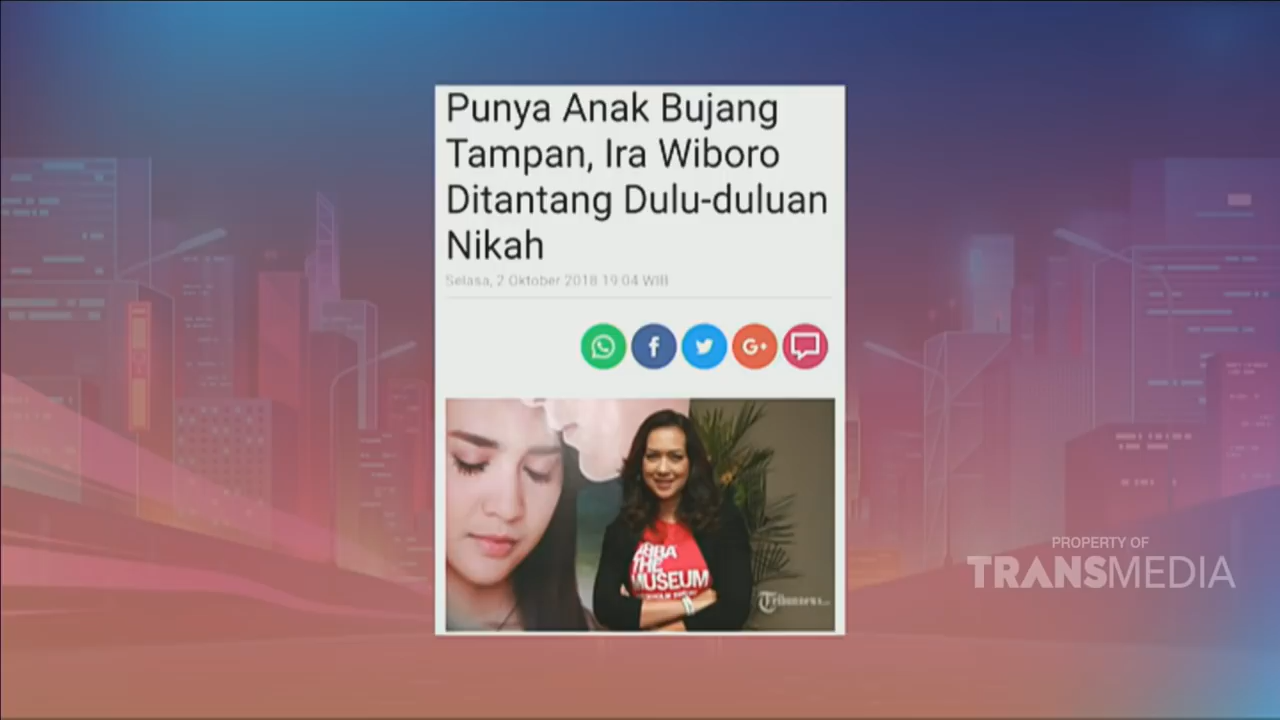 Punya Anak Bujang
Tampan, Ira Wiboro
Ditantang Dulu-duluan
Nikah
Selasa, 2 Oktober 2018 19:04 WIB
ABBA
THE
MUSEUM
Tribunnews
PROPERTY OF
TRANSMEDIA